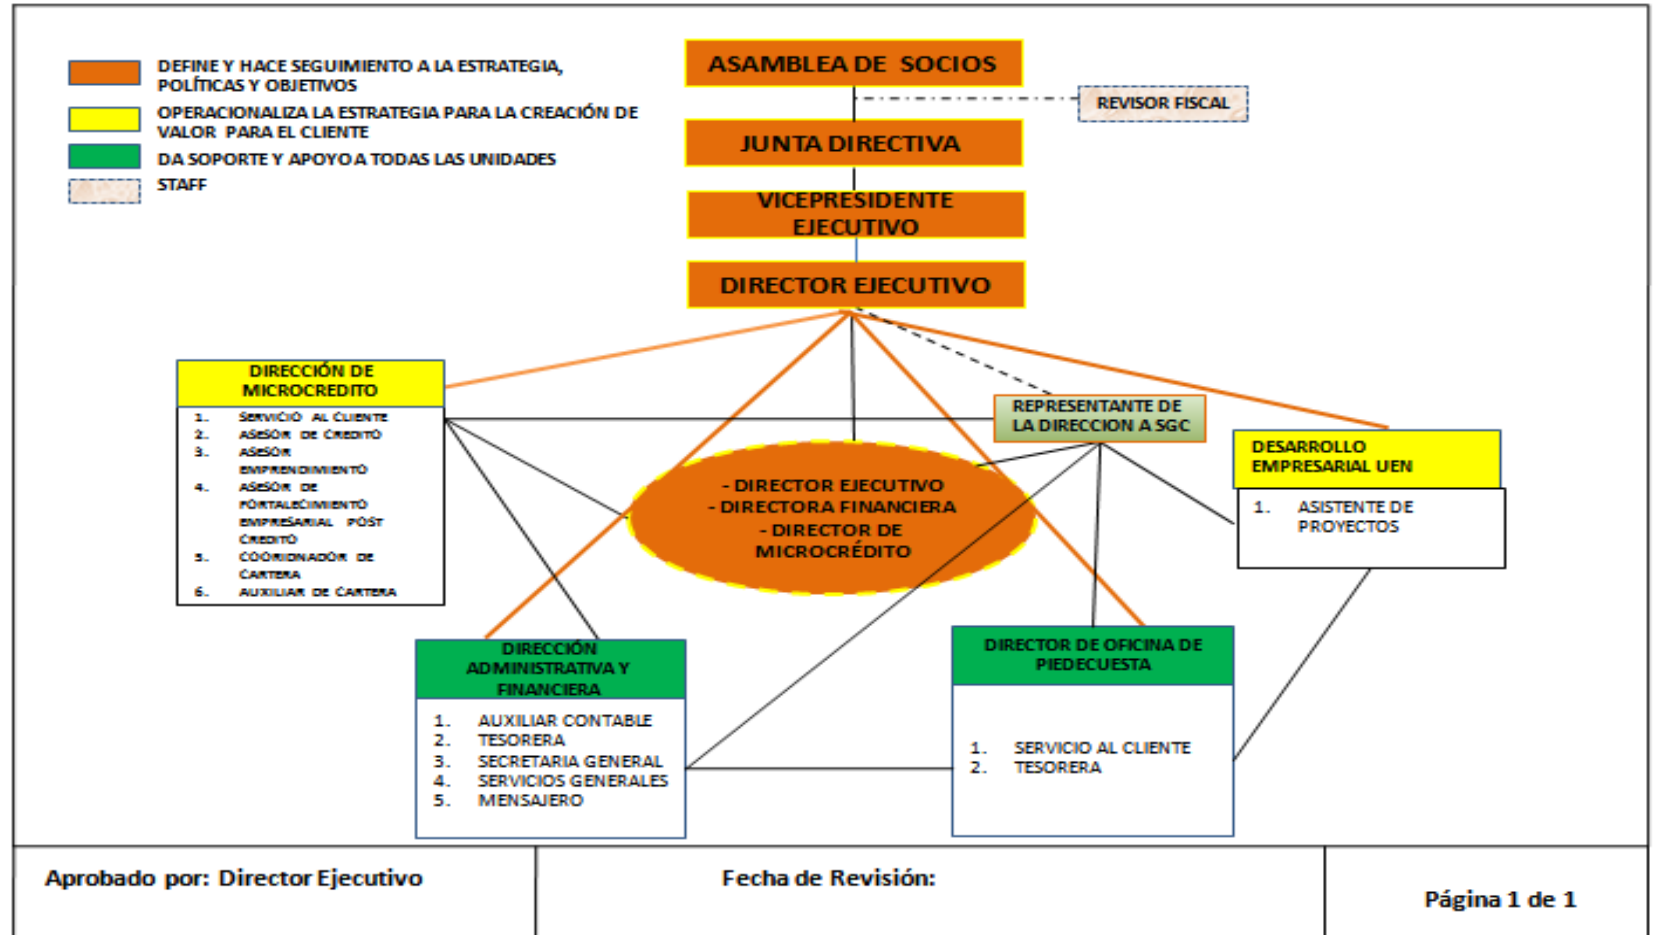 DEFINE Y HACE SEGUIMIENTO A LA ESTRATEGIA,
POLÍTICAS Y OBJETIVOS
OPERACIONALIZA LA ESTRATEGIA PARA LA CREACIÓN DE
VALOR PARA EL CLIENTE
DA SOPORTE Y APOYO A TODAS LAS UNIDADES
STAFF
ASAMBLEA DE SOCIOS
REVISOR FISCAL
JUNTA DIRECTIVA
VICEPRESIDENTE
EJECUTIVO
DIRECTOR EJECUTIVO
DIRECCIÓN DE
MICROCREDITO
1. SERVICIO AL CLIENTE
2. ASESOR DE CREDITO
3. ASESOR
EMPRENDIMIENTO
4. ASESOR DE
FORTALECIMIENTO
EMPRESARIAL POST
CREDITO
5. COORIDNADOR DE
CARTERA
6. AUXILIAR DE CARTERA
REPRESENTANTE DE
LA DIRECCION A SGC
DESARROLLO
EMPRESARIAL UEN
1. ASISTENTE DE
PROYECTOS
- DIRECTOR EJECUTIVO
- DIRECTORA FINANCIERA
- DIRECTOR DE
MICROCRÉDITO
DIRECCIÓN
ADMINISTRATIVA Y
FINANCIERA
1. AUXILIAR CONTABLE
2. TESORERA
3. SECRETARIA GENERAL
4. SERVICIOS GENERALES
5. MENSAJERO
DIRECTOR DE OFICINA DE
PIEDECUESTA
1. SERVICIO AL CLIENTE
2. TESORERA
Aprobado por: Director Ejecutivo
Fecha de Revisión:
Página 1 de 1